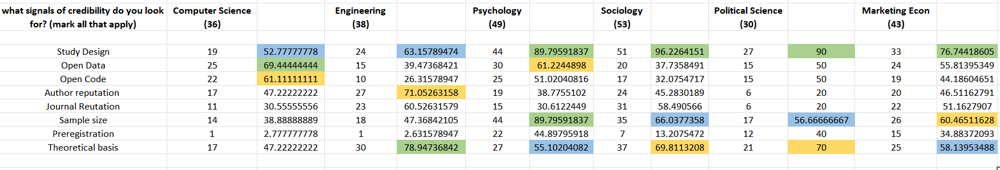 what signals of credibility do you look for? (mark all that apply) Computer Science (36) Engineering (38) Psychology (49) Sociology (53) Political Science (30) Marketing Econ (43)
Study Design 19 52.77777778 24 63.15789474 44 89.79591837 51 96.2264151 27 90 33 76.74418605
Open Data 25 69.44444444 15 39.47368421 30 61.2244898 20 37.7358491 15 50 24 55.81395349
Open Code 22 61.11111111 10 26.31578947 25 51.02040816 17 32.0754717 15 50 19 44.18604651
Author reputation 17 47.22222222 27 71.05263158 19 38.7755102 24 45.2830189 6 20 20 46.51162791
Journal Reutation 11 30.55555556 23 60.52631579 15 30.6122449 31 58.490566 6 20 22 51.1627907
Sample size 14 38.88888889 18 47.36842105 44 89.79591837 35 66.0377358 17 56.66666667 26 60.46511628
Preregistration 1 2.777777778 1 2.631578947 22 44.89795918 7 13.2075472 12 40 15 34.88372093
Theoretical basis 17 47.22222222 30 78.94736842 27 55.10204082 37 69.8113208 21 70 25 58.13953488